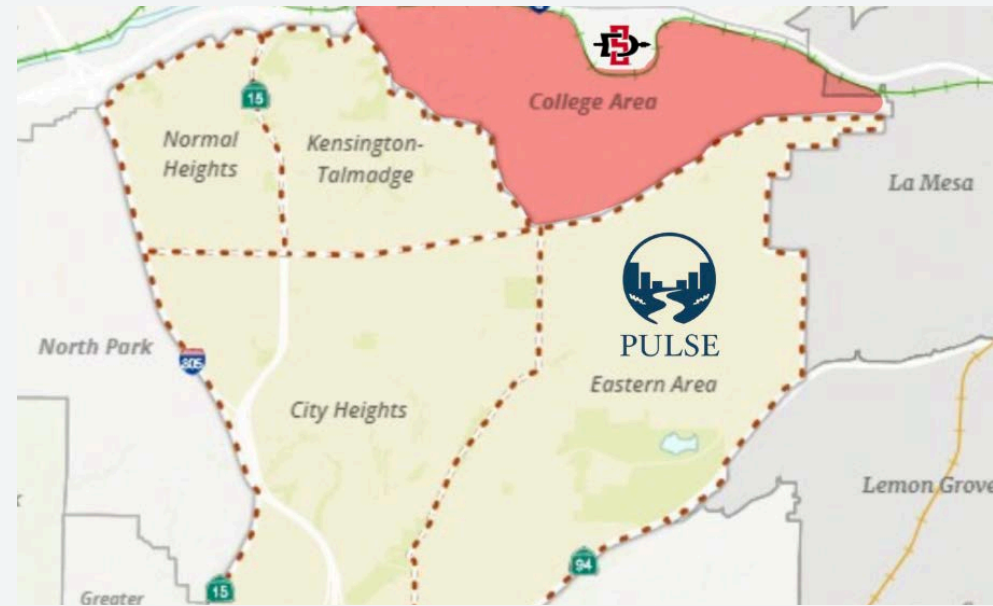 SD
College Area
15
Normal
Heights
Kensington-
Talmadge
La Mesa
PULSE
North Park
805
Eastern Area
City Heights
Lemon Grove
94
15
Greater